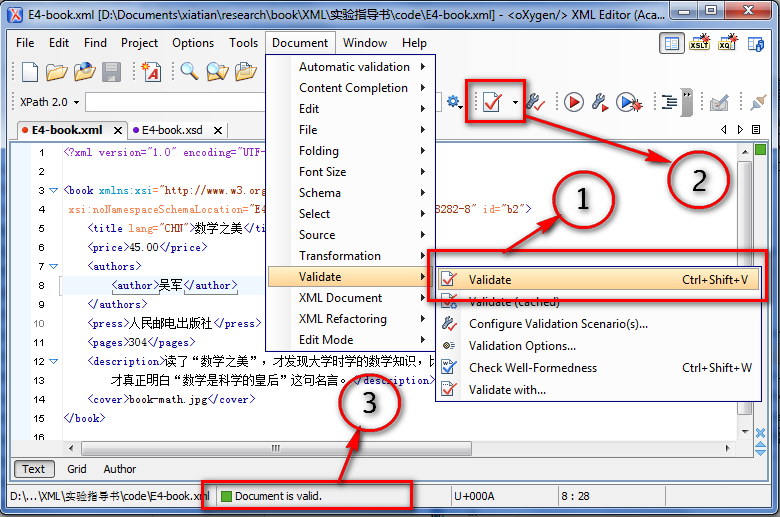 E4-book.xml [D:\Documents\xiatian\research\book\XML\实验指导书\code\E4-book.xml] - <oXygen/> XML Editor (Aca...
File Edit Find Project Options Tools Document Window Help
XPath 2.0
E4-book.xml E4-book.xsd
Automatic validation
Content Completion
Edit
File
Folding
Font Size
Schema
Select
Source
Transformation
Validate
XML Document
XML Refactoring
Edit Mode
Validate Ctrl+Shift+V
Validate (cached)
Configure Validation Scenario(s)...
Validation Options...
Check Well-Formedness Ctrl+Shift+W
Validate with...
1 <?xml version="1.0" encoding="UTF-
2
3 <book xmlns:xsi="http://www.w3.org
4 xsi:noNamespaceSchemaLocation="E4 8282-8" id="b2">
5 <title lang="CHN">数学之美</ti
6 <price>45.00</price>
7 <authors>
8 <author>吴军</author>
9 </authors>
10 <press>人民邮电出版社</press>
11 <pages>304</pages>
12 <description>读了“数学之美”，才发现大学时学的数学知识，比
13 才真正明白“数学是科学的皇后”这句名言。</description>
14 <cover>book-math.jpg</cover>
15 </book>
16
1
2
3
Text Grid Author
D:\...\XML\实验指导书\code\E4-book.xml Document is valid. U+000A 8 : 28